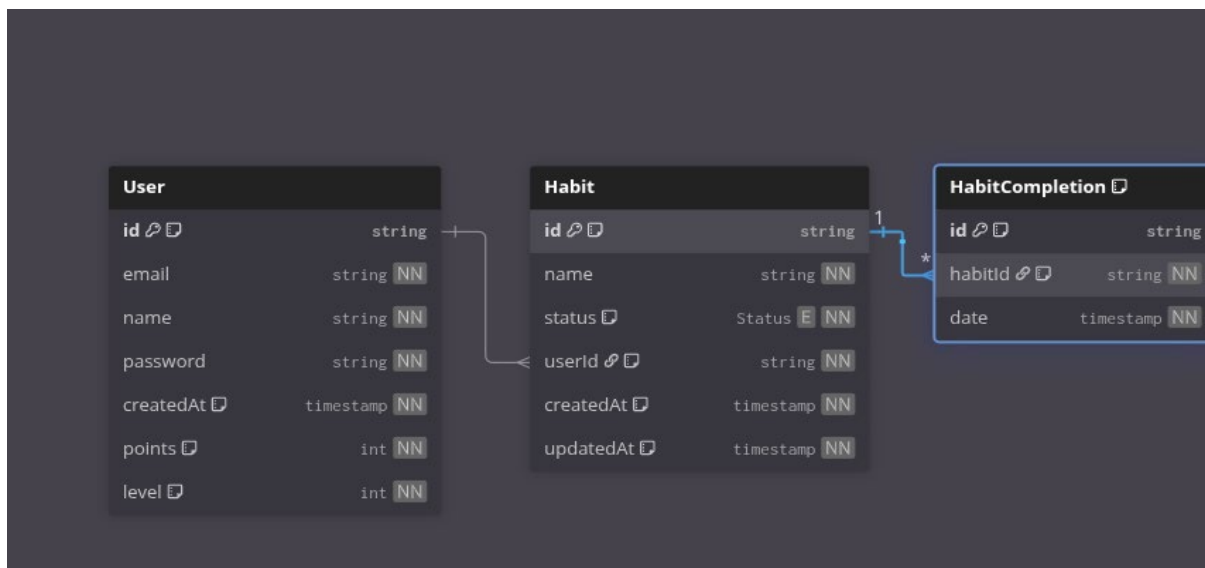 User
id string
email string NN
name string NN
password string NN
createdAt timestamp NN
points int NN
level int NN
Habit
id string
name string NN
status Status E NN
userId string NN
createdAt timestamp NN
updatedAt timestamp NN
1
*
HabitCompletion
id string
habitId string NN
date timestamp NN